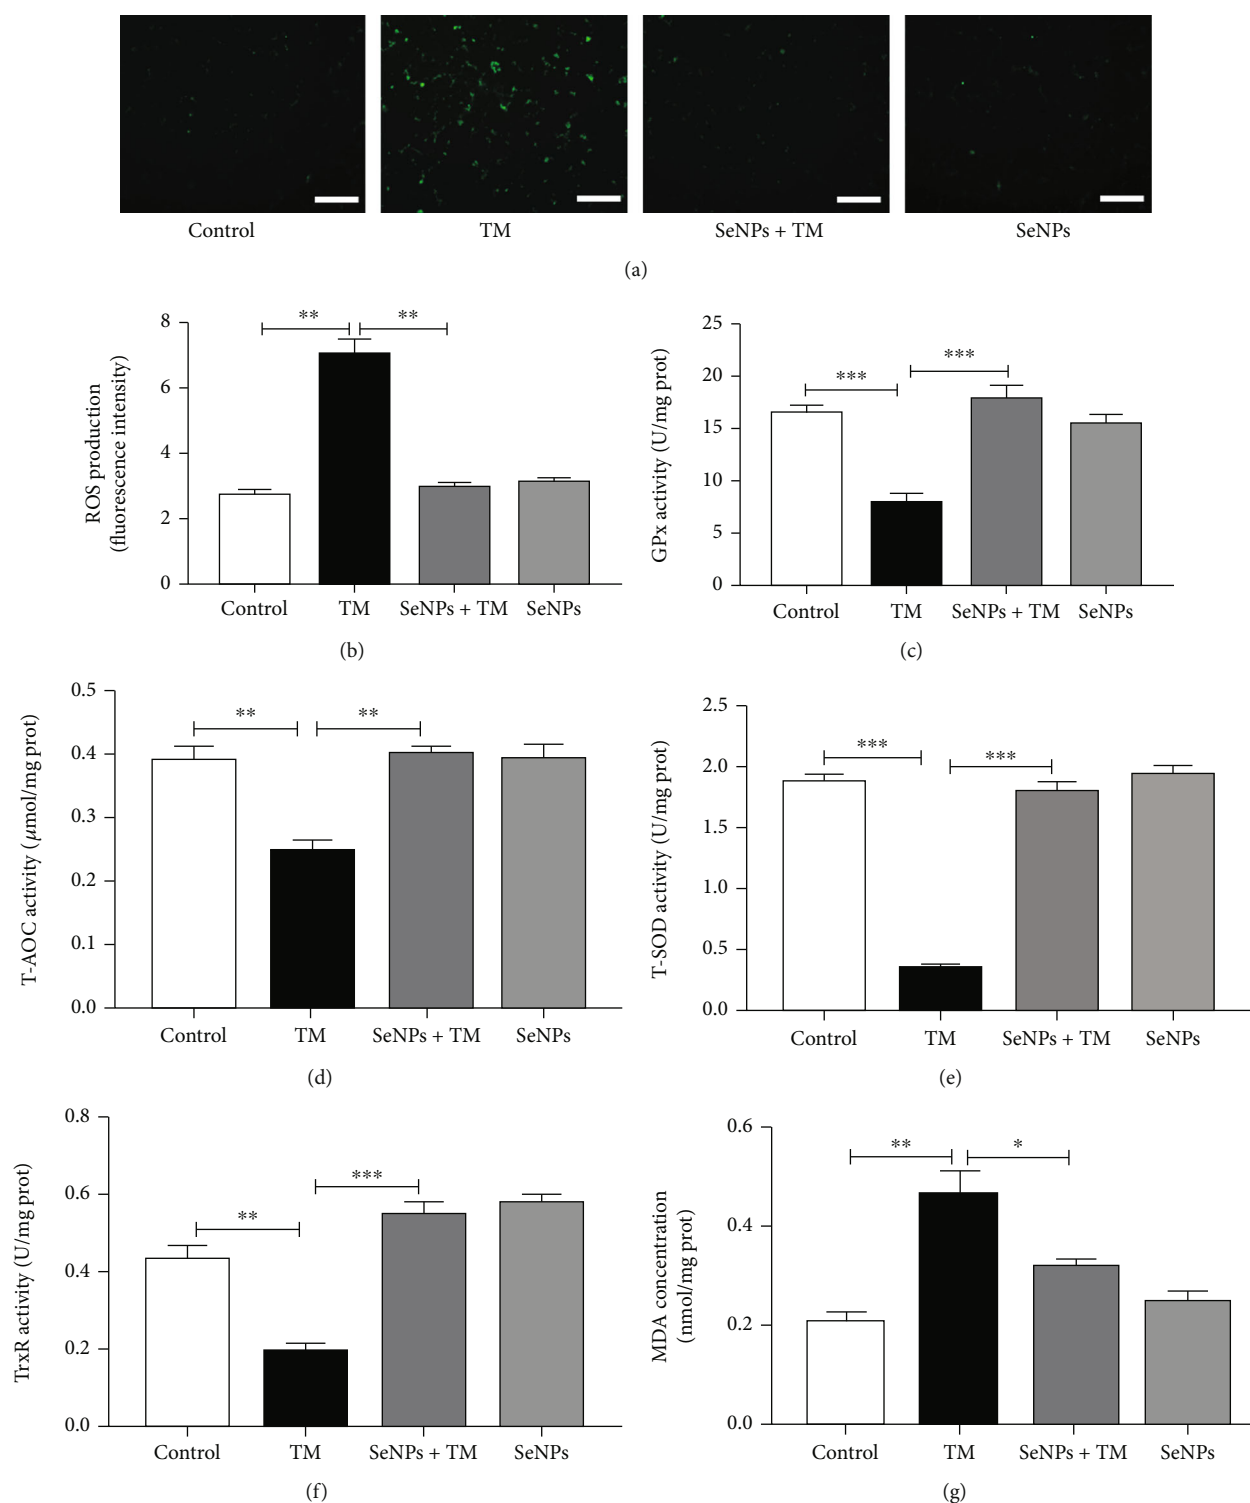 Control
TM
SeNPs + TM
SeNPs
(a)
ROS production
(fluorescence intensity)
8
6
4
2
0
**
**
Control
TM
SeNPs + TM
SeNPs
(b)
GPx activity (U/mg prot)
25
20
15
10
5
0
***
***
Control
TM
SeNPs + TM
SeNPs
(c)
T-AOC activity (μmol/mg prot)
0.5
0.4
0.3
0.2
0.1
0.0
**
**
Control
TM
SeNPs + TM
SeNPs
(d)
T-SOD activity (U/mg prot)
2.5
2.0
1.5
1.0
0.5
0.0
***
***
Control
TM
SeNPs + TM
SeNPs
(e)
TrxR activity (U/mg prot)
0.8
0.6
0.4
0.2
0.0
**
***
Control
TM
SeNPs + TM
SeNPs
(f)
MDA concentration
(nmol/mg prot)
0.6
0.4
0.2
0.0
**
*
Control
TM
SeNPs + TM
SeNPs
(g)